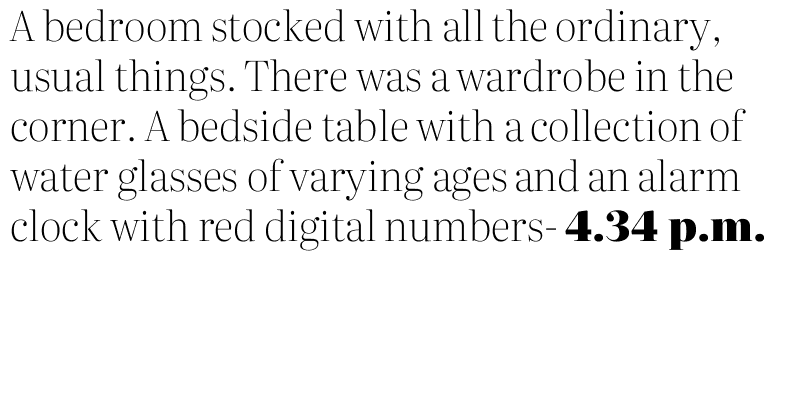 A bedroom stocked with all the ordinary,
usual things. There was a wardrobe in the
corner. A bedside table with a collection of
water glasses of varying ages and an alarm
clock with red digital numbers- 4.34 p.m.